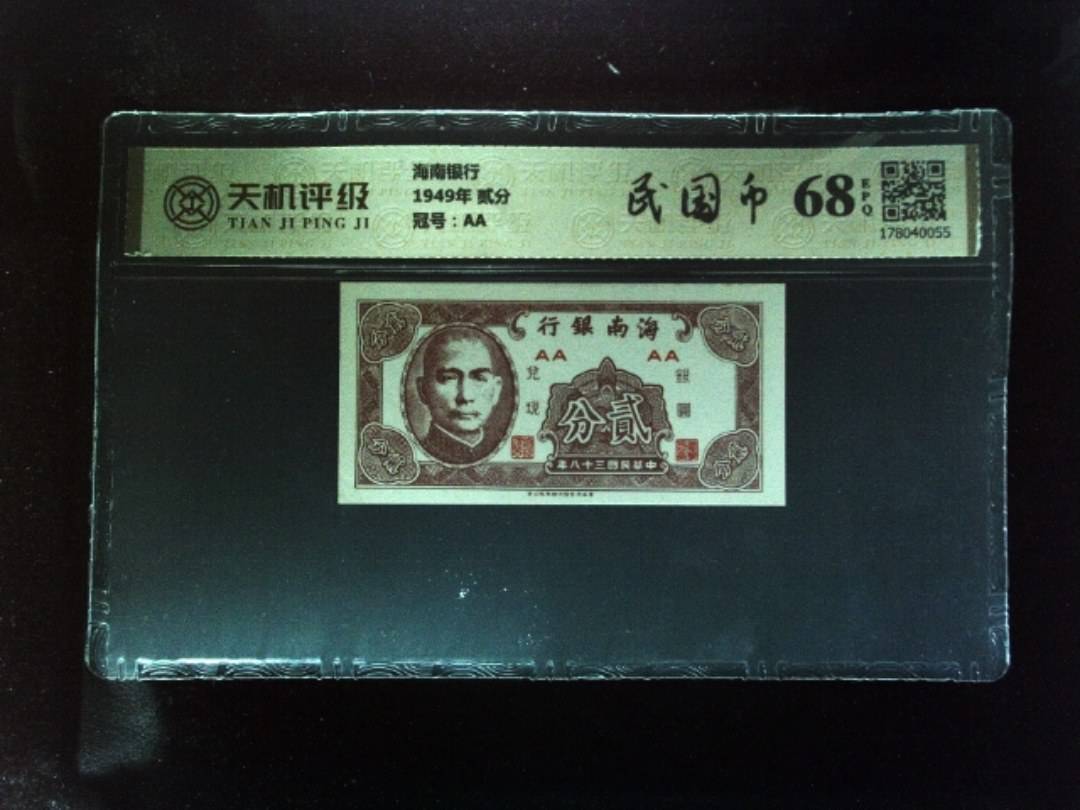 天机评级
TIAN JI PING JI
海南银行
1949年 贰分
冠号：AA
民国币 68
EPQ
178040055
行銀南海
AA AA
兌現
銀圓
分貳
年八十三國民華中